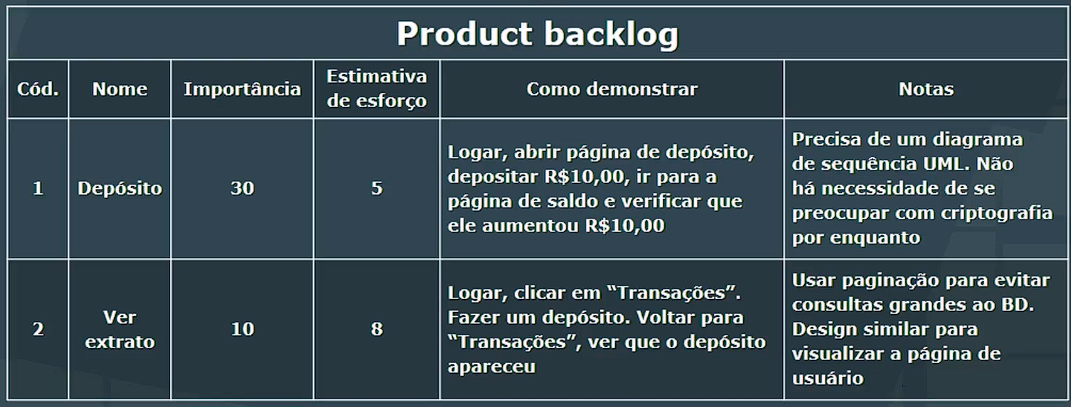 Product backlog
Cód.
Nome
Importância
Estimativa
de esforço
Como demonstrar
Notas
1
Depósito
30
5
Logar, abrir página de depósito,
depositar R$10,00, ir para a
página de saldo e verificar que
ele aumentou R$10,00
Precisa de um diagrama
de sequência UML. Não
há necessidade de se
preocupar com criptografia
por enquanto
2
Ver
extrato
10
8
Logar, clicar em “Transações”.
Fazer um depósito. Voltar para
“Transações”, ver que o depósito
apareceu
Usar paginação para evitar
consultas grandes ao BD.
Design similar para
visualizar a página de
usuário